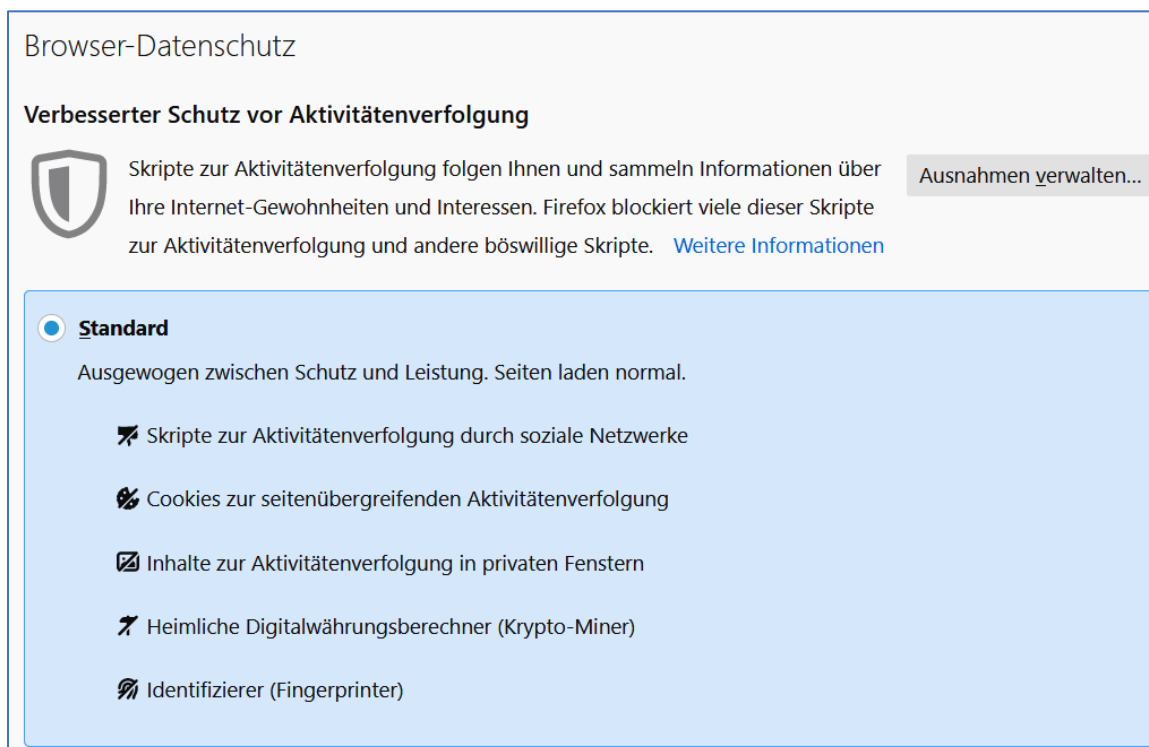 Browser-Datenschutz
Verbesserter Schutz vor Aktivitätenverfolgung
Skripte zur Aktivitätenverfolgung folgen Ihnen und sammeln Informationen über
Ihre Internet-Gewohnheiten und Interessen. Firefox blockiert viele dieser Skripte
zur Aktivitätenverfolgung und andere böswillige Skripte. Weitere Informationen
Ausnahmen verwalten...
Standard
Ausgewogen zwischen Schutz und Leistung. Seiten laden normal.
Skripte zur Aktivitätenverfolgung durch soziale Netzwerke
Cookies zur seitenübergreifenden Aktivitätenverfolgung
Inhalte zur Aktivitätenverfolgung in privaten Fenstern
Heimliche Digitalwährungsberechner (Krypto-Miner)
Identifizierer (Fingerprinter)